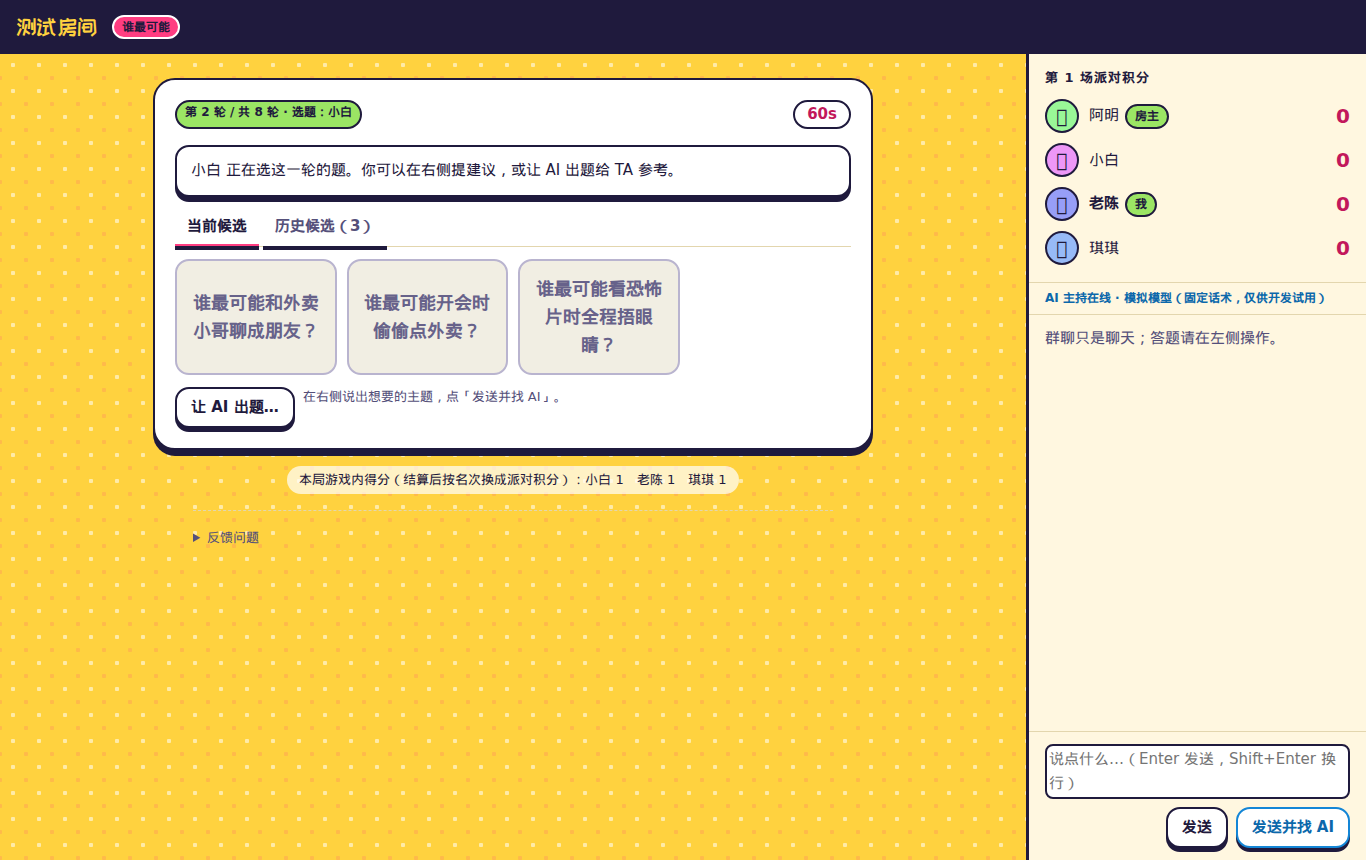 测试房间
谁最可能
第 2 轮 / 共 8 轮 · 选题：小白
60s
小白 正在选这一轮的题。你可以在右侧提建议，或让 AI 出题给 TA 参考。
当前候选
历史候选（3）
谁最可能和外卖
小哥聊成朋友？
谁最可能开会时
偷偷点外卖？
谁最可能看恐怖
片时全程捂眼
睛？
让 AI 出题…
在右侧说出想要的主题，点「发送并找 AI」。
本局游戏内得分（结算后按名次换成派对积分）：小白 1 老陈 1 琪琪 1
▶ 反馈问题
第 1 场派对积分
阿明 房主 0
小白 0
老陈 我 0
琪琪 0
AI 主持在线 · 模拟模型（固定话术，仅供开发试用）
群聊只是聊天；答题请在左侧操作。
说点什么…（Enter 发送，Shift+Enter 换
行）
发送
发送并找 AI